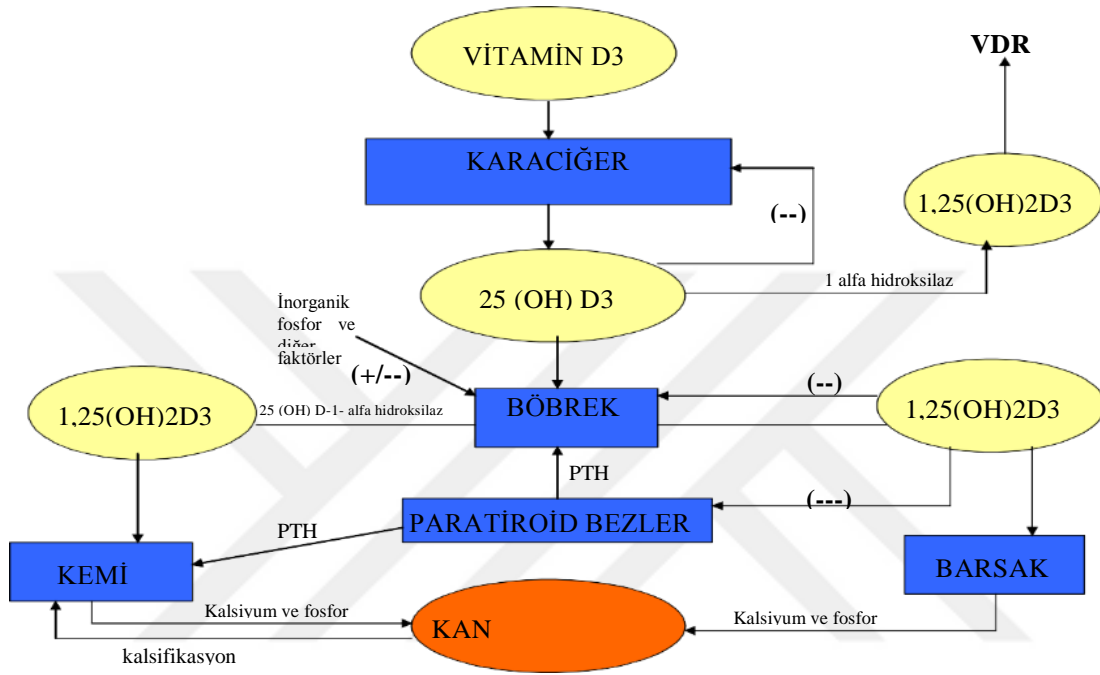 VİTAMİN D3
VDR
KARACİĞER
(--)
1,25(OH)2D3
1 alfa hidroksilaz
25 (OH) D3
İnorganik
fosfor ve
diğer
faktörler
(+/--)
(--)
1,25(OH)2D3
25 (OH) D-1- alfa hidroksilaz
BÖBREK
1,25(OH)2D3
PTH
(---)
PARATİROİD BEZLER
PTH
KEMİ
BARSAK
Kalsiyum ve fosfor
KAN
Kalsiyum ve fosfor
kalsifikasyon